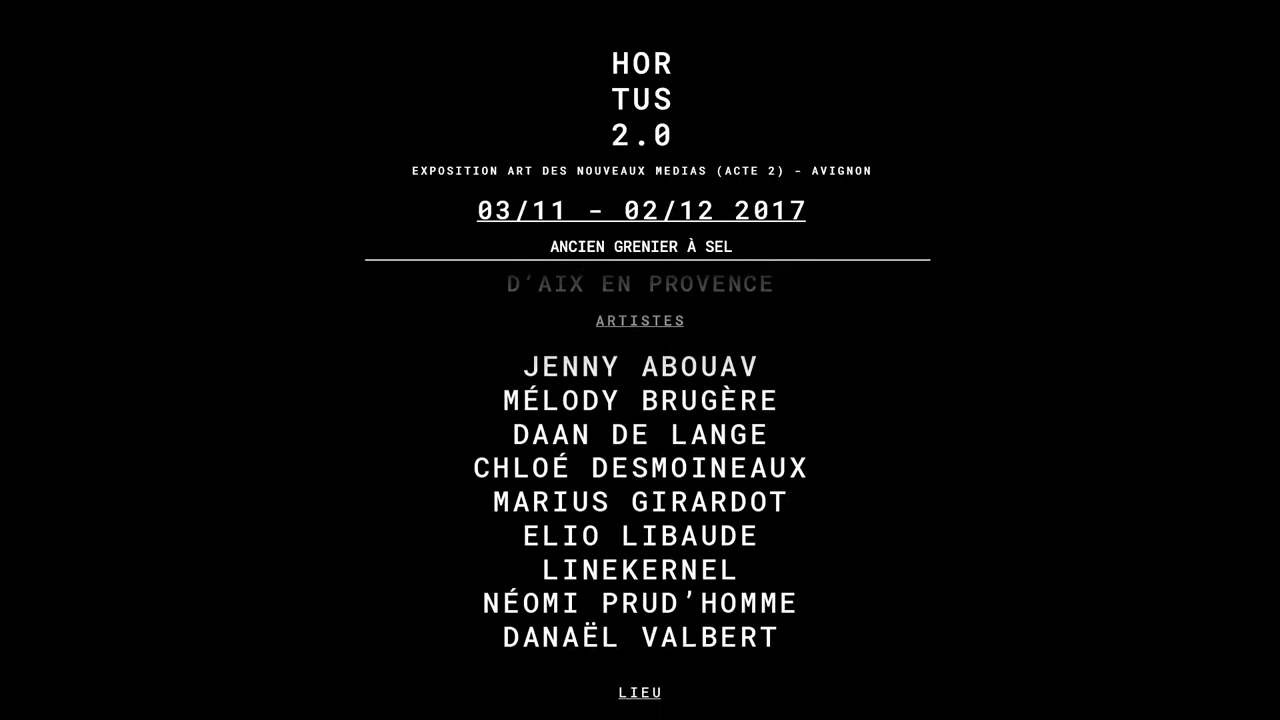 HOR
TUS
2.0
EXPOSITION ART DES NOUVEAUX MEDIAS (ACTE 2) - AVIGNON
03/11 - 02/12 2017
ANCIEN GRENIER À SEL
D'AIX EN PROVENCE
ARTISTES
JENNY ABOUAV
MÉLODY BRUGÈRE
DAAN DE LANGE
CHLOÉ DESMOINEAUX
MARIUS GIRARDOT
ELIO LIBAUDE
LINEKERNEL
NÉOMI PRUD'HOMME
DANAËL VALBERT
LIEU